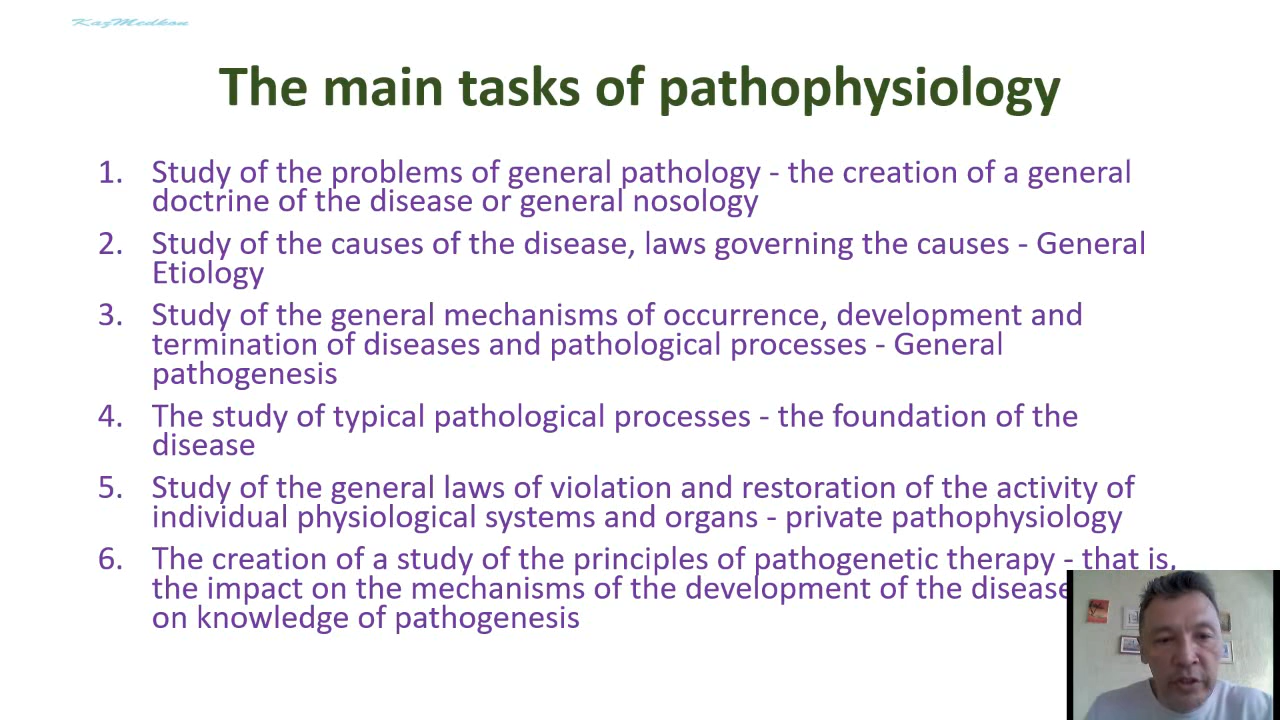 KazMedkon
The main tasks of pathophysiology
1. Study of the problems of general pathology - the creation of a general
doctrine of the disease or general nosology
2. Study of the causes of the disease, laws governing the causes - General
Etiology
3. Study of the general mechanisms of occurrence, development and
termination of diseases and pathological processes - General
pathogenesis
4. The study of typical pathological processes - the foundation of the
disease
5. Study of the general laws of violation and restoration of the activity of
individual physiological systems and organs - private pathophysiology
6. The creation of a study of the principles of pathogenetic therapy - that is,
the impact on the mechanisms of the development of the disease
on knowledge of pathogenesis